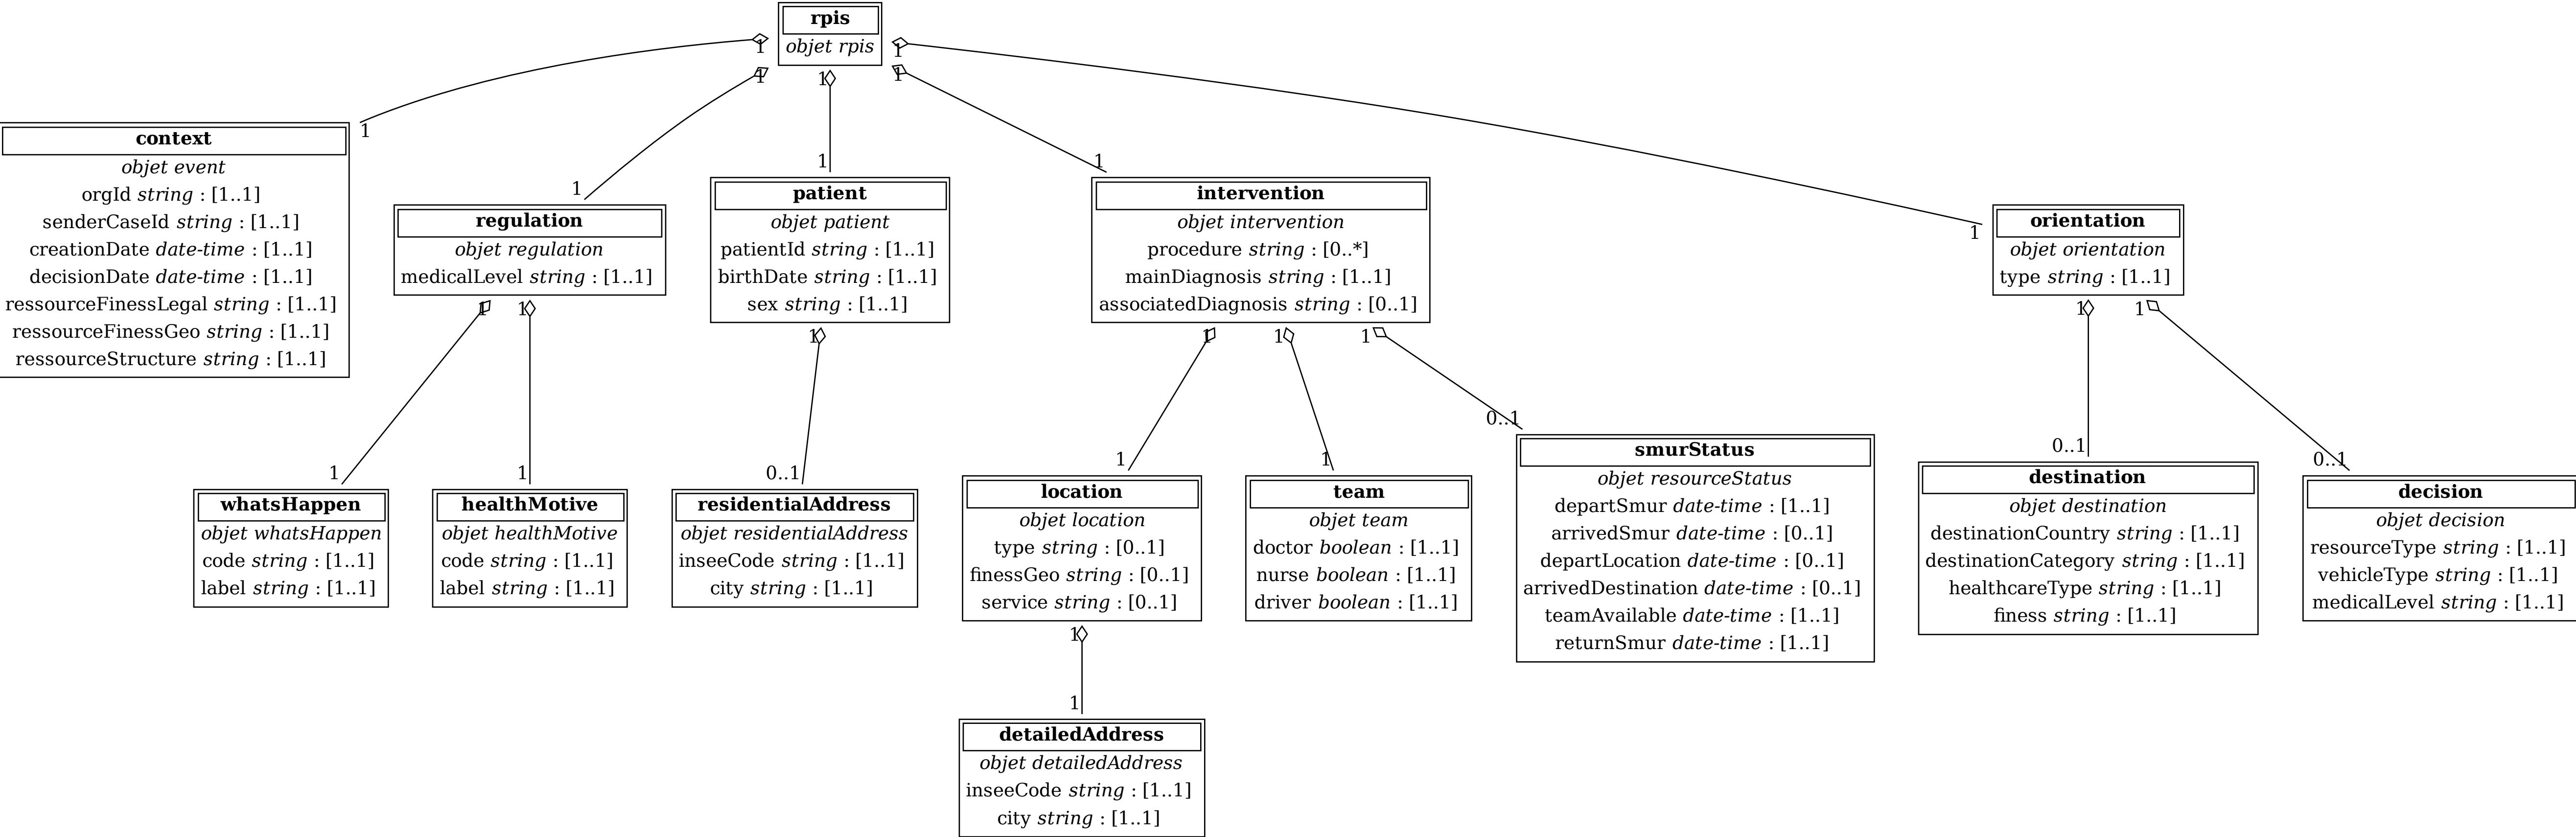 rpis
objet rpis
1
1
1
1
1
1
1
1
1
1
context
objet event
orgId string : [1..1]
senderCaseId string : [1..1]
creationDate date-time : [1..1]
decisionDate date-time : [1..1]
ressourceFinessLegal string : [1..1]
ressourceFinessGeo string : [1..1]
ressourceStructure string : [1..1]
regulation
objet regulation
medicalLevel string : [1..1]
patient
objet patient
patientId string : [1..1]
birthDate string : [1..1]
sex string : [1..1]
intervention
objet intervention
procedure string : [0..*]
mainDiagnosis string : [1..1]
associatedDiagnosis string : [0..1]
orientation
objet orientation
type string : [1..1]
1
1
1
1
1
1
1
1
1
1
0..1
1
1
0..1
0..1
0..1
whatsHappen
objet whatsHappen
code string : [1..1]
label string : [1..1]
healthMotive
objet healthMotive
code string : [1..1]
label string : [1..1]
residentialAddress
objet residentialAddress
inseeCode string : [1..1]
city string : [1..1]
location
objet location
type string : [0..1]
finessGeo string : [0..1]
service string : [0..1]
team
objet team
doctor boolean : [1..1]
nurse boolean : [1..1]
driver boolean : [1..1]
smurStatus
objet resourceStatus
departSmur date-time : [1..1]
arrivedSmur date-time : [0..1]
departLocation date-time : [0..1]
arrivedDestination date-time : [0..1]
teamAvailable date-time : [1..1]
returnSmur date-time : [1..1]
destination
objet destination
destinationCountry string : [1..1]
destinationCategory string : [1..1]
healthcareType string : [1..1]
finess string : [1..1]
decision
objet decision
resourceType string : [1..1]
vehicleType string : [1..1]
medicalLevel string : [1..1]
1
1
detailedAddress
objet detailedAddress
inseeCode string : [1..1]
city string : [1..1]